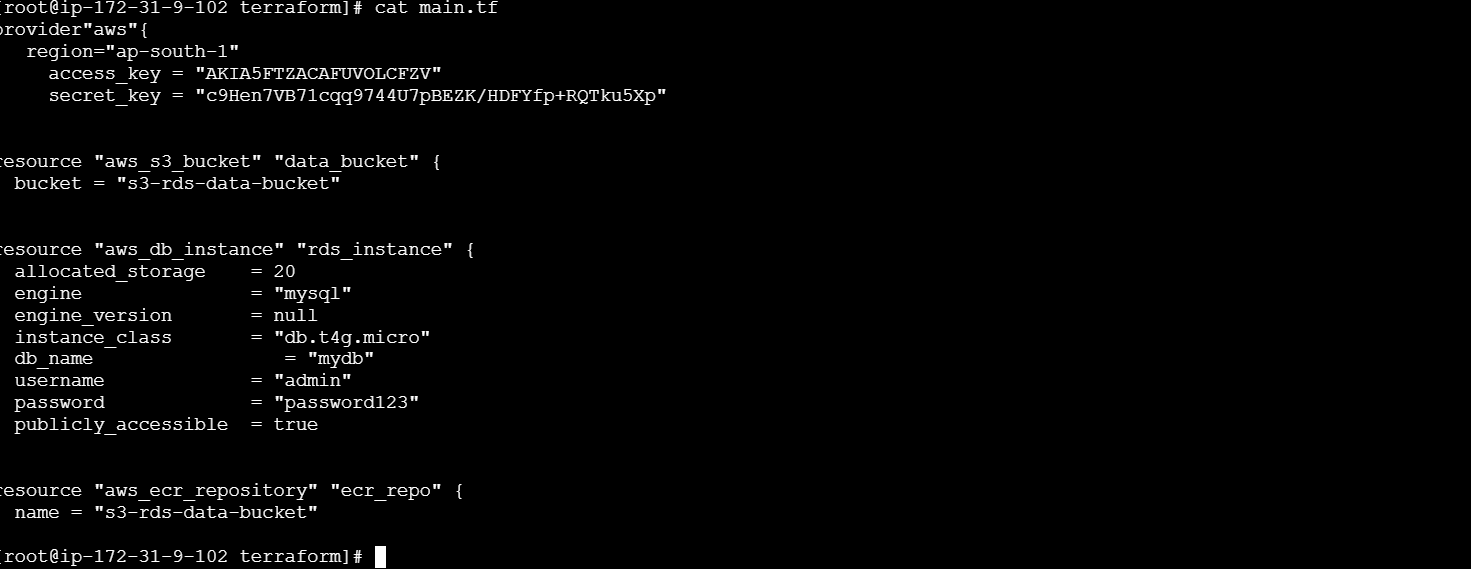 [root@ip-172-31-9-102 terraform]# cat main.tf
provider"aws"{
region="ap-south-1"
access_key = "AKIA5FTZACAFUVOLCFZV"
secret_key = "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"
resource "aws_s3_bucket" "data_bucket" {
bucket = "s3-rds-data-bucket"
resource "aws_db_instance" "rds_instance" {
allocated_storage = 20
engine = "mysql"
engine_version = null
instance_class = "db.t4g.micro"
db_name = "mydb"
username = "admin"
password = "password123"
publicly_accessible = true
resource "aws_ecr_repository" "ecr_repo" {
name = "s3-rds-data-bucket"
[root@ip-172-31-9-102 terraform]#